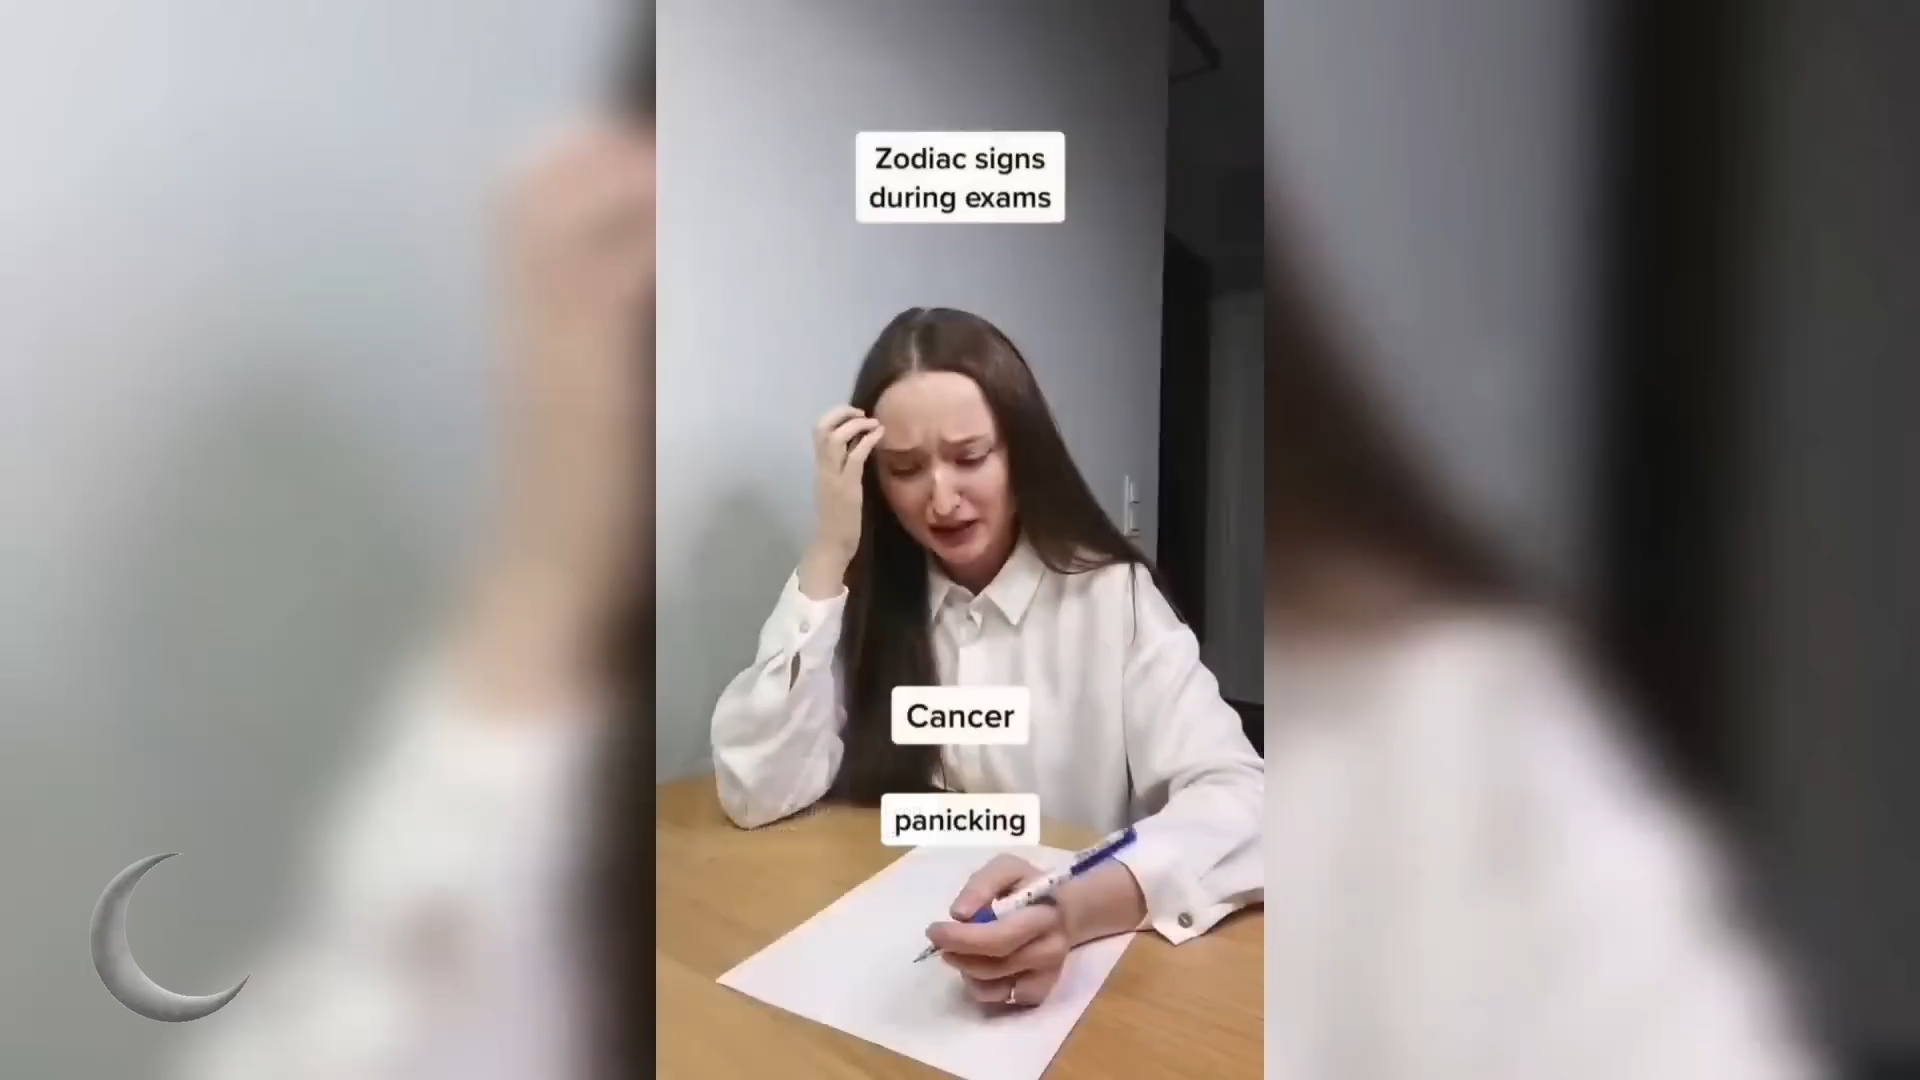 Zodiac signs
during exams
Cancer
panicking